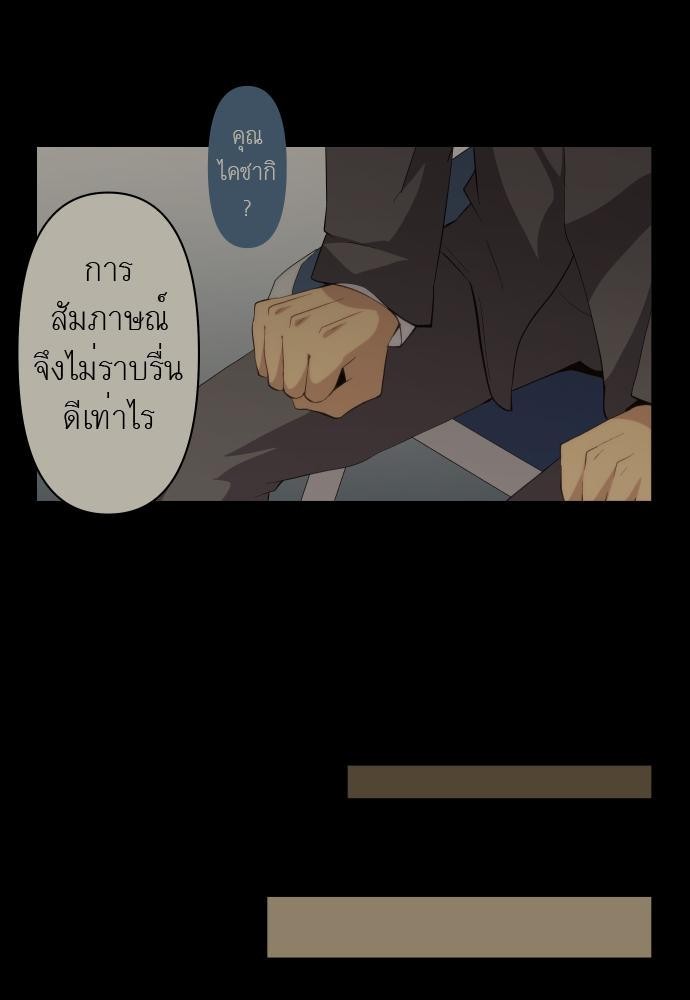 คุณ
ไคซากิ
?
การ
สัมภาษณ์
จึงไม่ราบรื่น
ดีเท่าไร